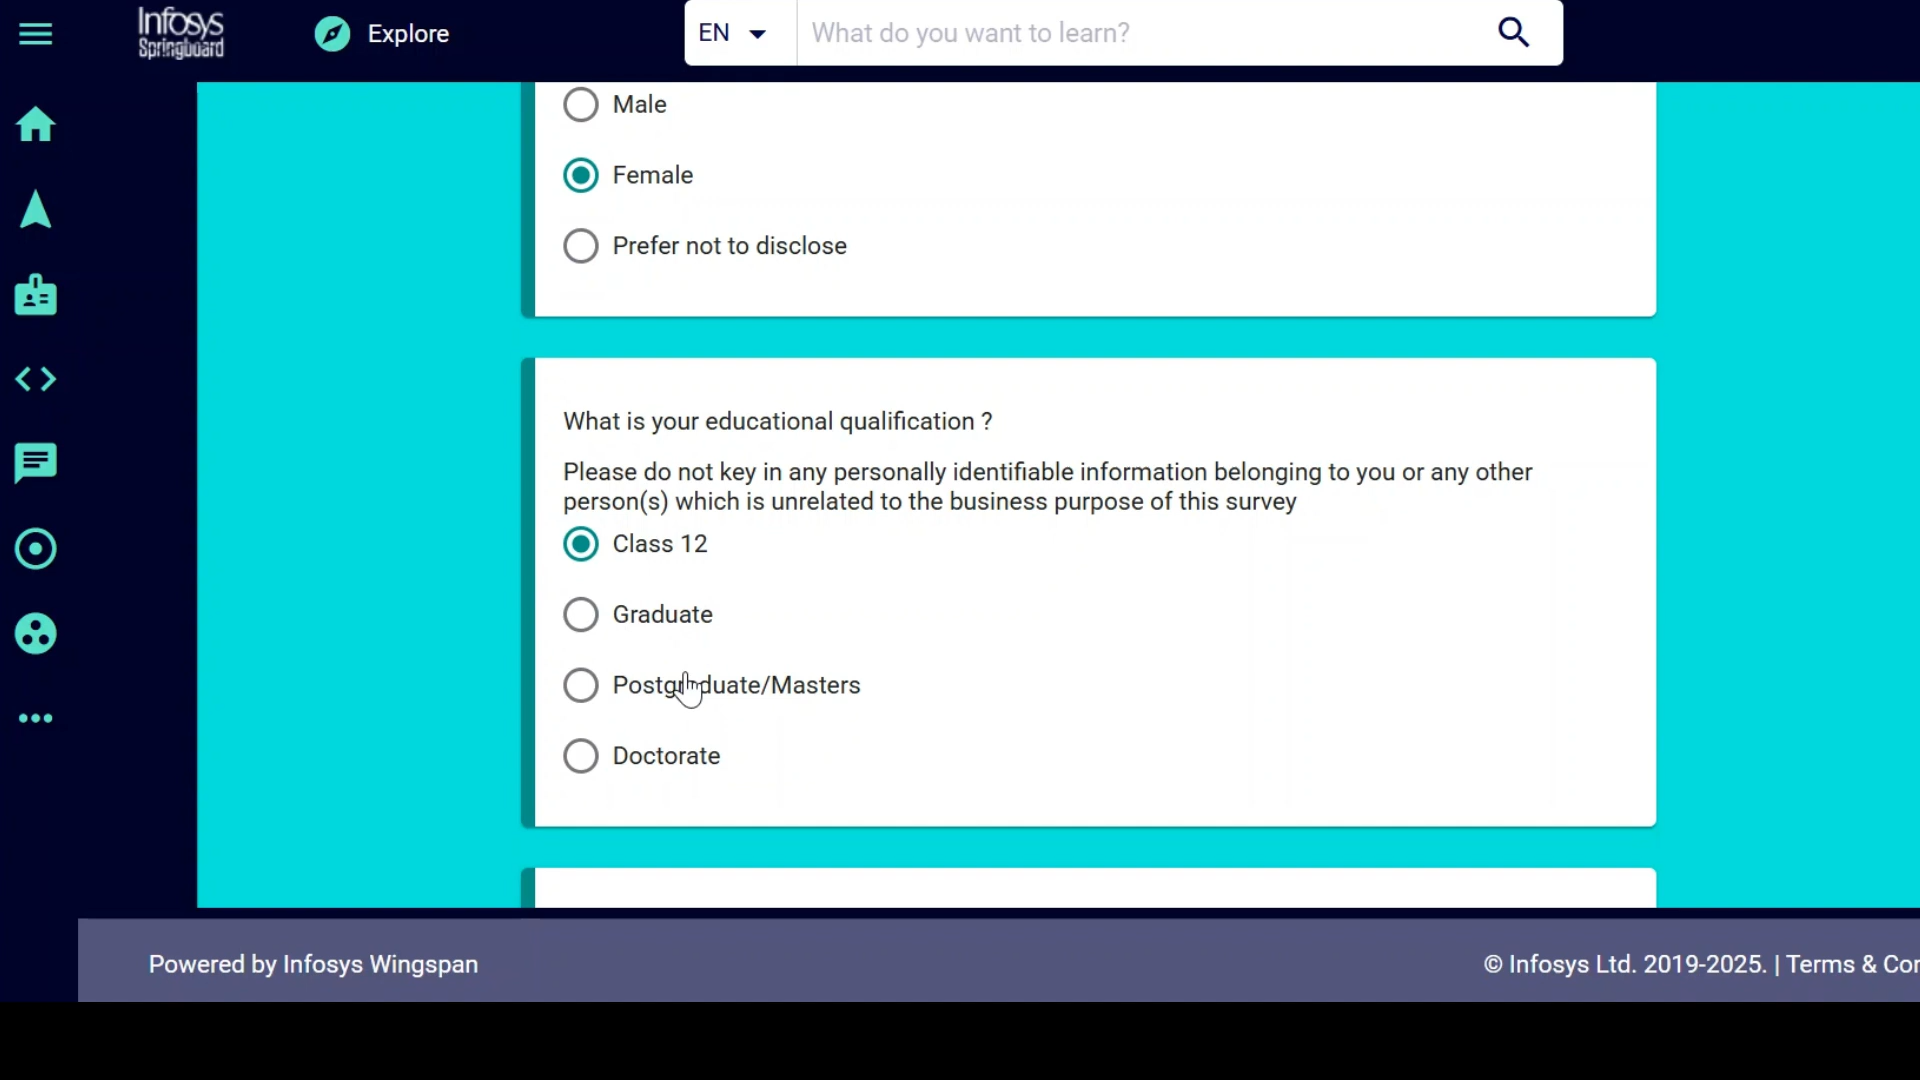 Infosys
Springboard
Explore
EN
What do you want to learn?
Male
Female
Prefer not to disclose
What is your educational qualification ?
Please do not key in any personally identifiable information belonging to you or any other
person(s) which is unrelated to the business purpose of this survey
Class 12
Graduate
Postgraduate/Masters
Doctorate
Powered by Infosys Wingspan
© Infosys Ltd. 2019-2025. | Terms & Con